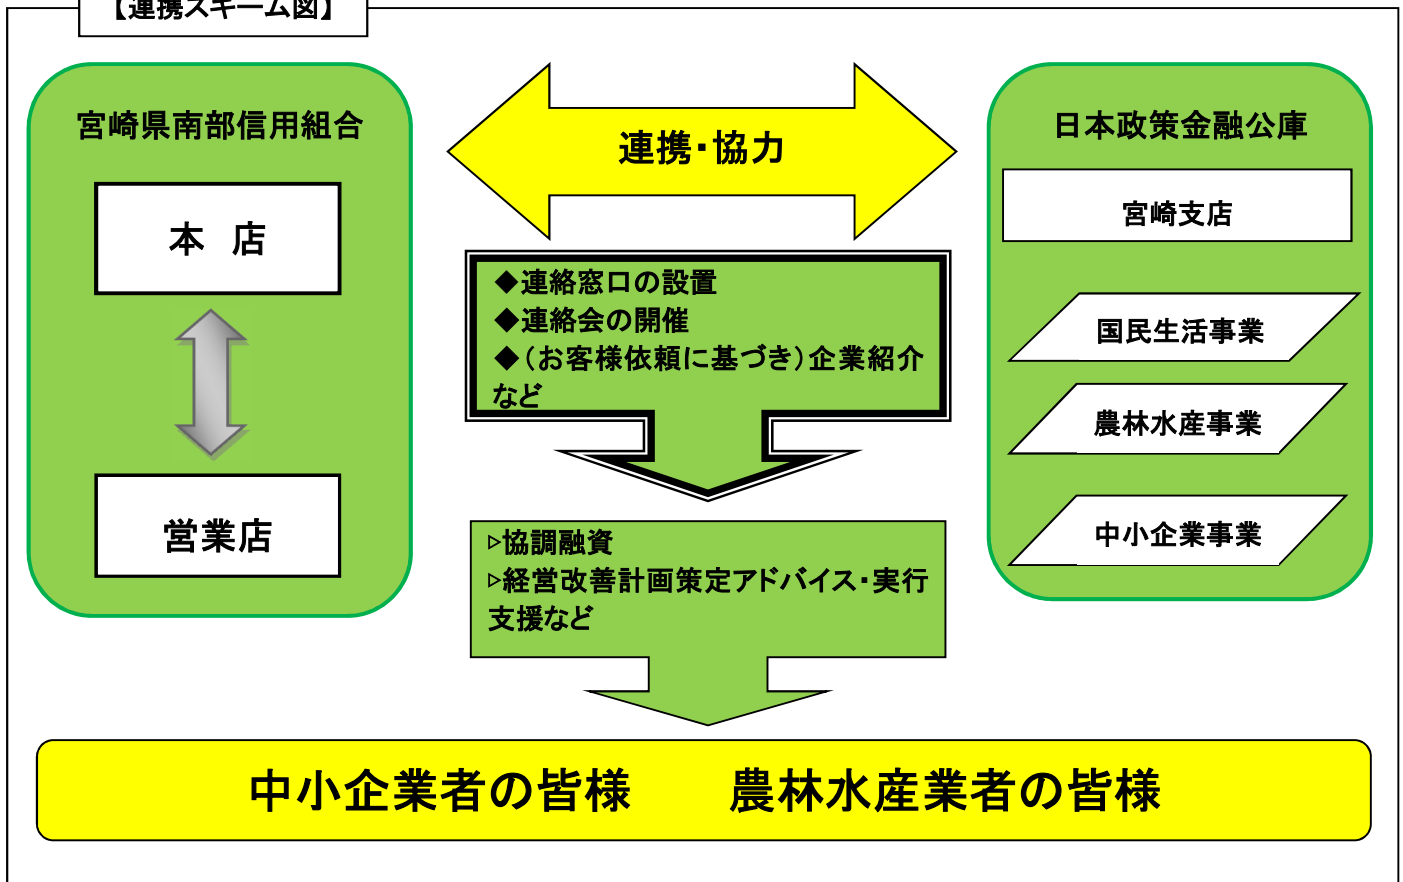 【連携スキーム図】
宮崎県南部信用組合
本　店
営業店
連携・協力
◆連絡窓口の設置
◆連絡会の開催
◆（お客様依頼に基づき）企業紹介
など
▷協調融資
▷経営改善計画策定アドバイス・実行
支援など
日本政策金融公庫
宮崎支店
国民生活事業
農林水産事業
中小企業事業
中小企業者の皆様　　農林水産業者の皆様